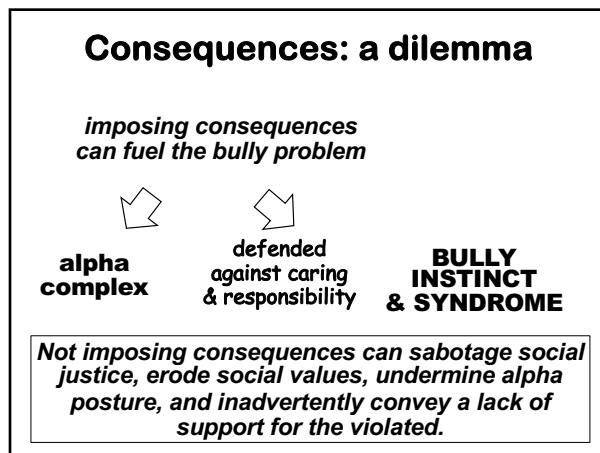 Consequences: a dilemma
imposing consequences
can fuel the bully problem
alpha
complex
defended
against caring
& responsibility
BULLY
INSTINCT
& SYNDROME
Not imposing consequences can sabotage social
justice, erode social values, undermine alpha
posture, and inadvertently convey a lack of
support for the violated.